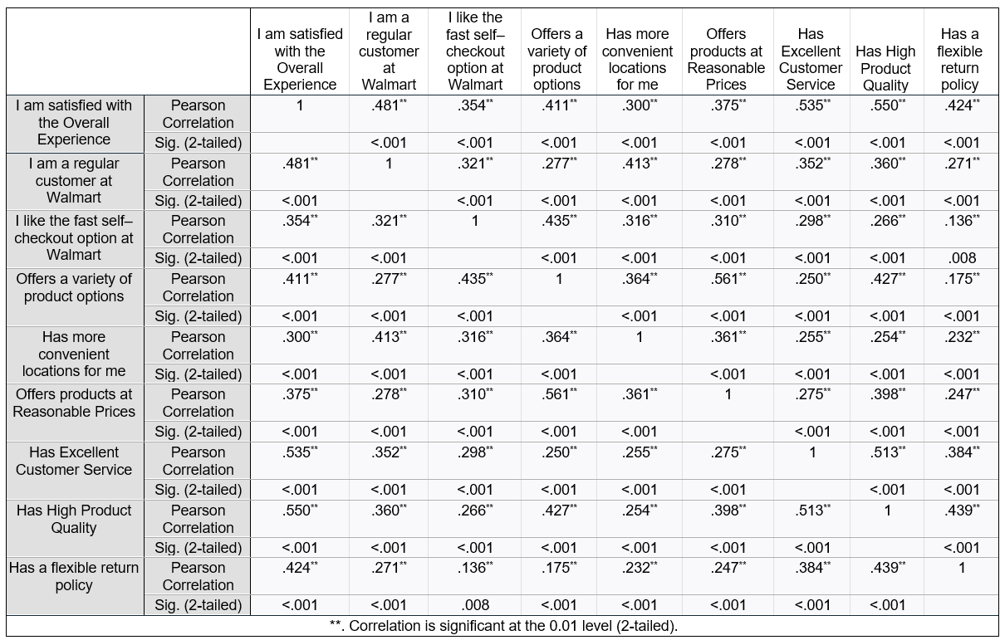 I am satisfied with the Overall Experience | I am a regular customer at Walmart | I like the fast self–checkout option at Walmart | Offers a variety of product options | Has more convenient locations for me | Offers products at Reasonable Prices | Has Excellent Customer Service | Has High Product Quality | Has a flexible return policy
I am satisfied with the Overall Experience | Pearson Correlation | 1 | .481** | .354** | .411** | .300** | .375** | .535** | .550** | .424**
Sig. (2-tailed) | <.001 | <.001 | <.001 | <.001 | <.001 | <.001 | <.001 | <.001
I am a regular customer at Walmart | Pearson Correlation | .481** | 1 | .321** | .277** | .413** | .278** | .352** | .360** | .271**
Sig. (2-tailed) | <.001 | <.001 | <.001 | <.001 | <.001 | <.001 | <.001 | <.001
I like the fast self–checkout option at Walmart | Pearson Correlation | .354** | .321** | 1 | .435** | .316** | .310** | .298** | .266** | .136**
Sig. (2-tailed) | <.001 | <.001 | <.001 | <.001 | <.001 | <.001 | <.001 | .008
Offers a variety of product options | Pearson Correlation | .411** | .277** | .435** | 1 | .364** | .561** | .250** | .427** | .175**
Sig. (2-tailed) | <.001 | <.001 | <.001 | <.001 | <.001 | <.001 | <.001 | <.001
Has more convenient locations for me | Pearson Correlation | .300** | .413** | .316** | .364** | 1 | .361** | .255** | .254** | .232**
Sig. (2-tailed) | <.001 | <.001 | <.001 | <.001 | <.001 | <.001 | <.001 | <.001
Offers products at Reasonable Prices | Pearson Correlation | .375** | .278** | .310** | .561** | .361** | 1 | .275** | .398** | .247**
Sig. (2-tailed) | <.001 | <.001 | <.001 | <.001 | <.001 | <.001 | <.001 | <.001
Has Excellent Customer Service | Pearson Correlation | .535** | .352** | .298** | .250** | .255** | .275** | 1 | .513** | .384**
Sig. (2-tailed) | <.001 | <.001 | <.001 | <.001 | <.001 | <.001 | <.001 | <.001
Has High Product Quality | Pearson Correlation | .550** | .360** | .266** | .427** | .254** | .398** | .513** | 1 | .439**
Sig. (2-tailed) | <.001 | <.001 | <.001 | <.001 | <.001 | <.001 | <.001 | <.001
Has a flexible return policy | Pearson Correlation | .424** | .271** | .136** | .175** | .232** | .247** | .384** | .439** | 1
Sig. (2-tailed) | <.001 | <.001 | .008 | <.001 | <.001 | <.001 | <.001 | <.001
**. Correlation is significant at the 0.01 level (2-tailed).